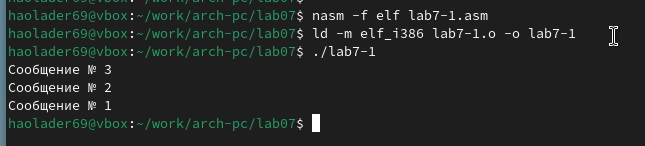 haolader69@vbox:~/work/arch-pc/lab07$ nasm -f elf lab7-1.asm
haolader69@vbox:~/work/arch-pc/lab07$ ld -m elf_i386 lab7-1.o -o lab7-1
haolader69@vbox:~/work/arch-pc/lab07$ ./lab7-1
Сообщение № 3
Сообщение № 2
Сообщение № 1
haolader69@vbox:~/work/arch-pc/lab07$